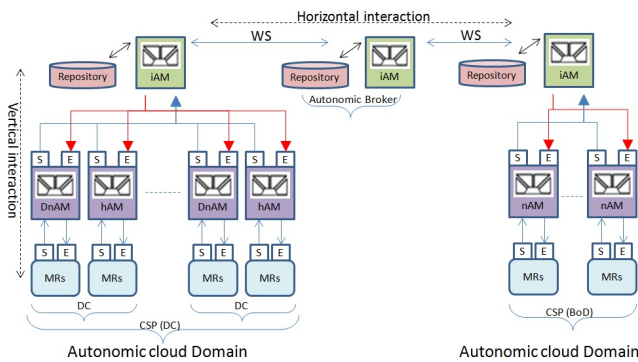 Horizontal interaction
WS
WS
iAM
iAM
iAM
Repository
Repository
Repository
Autonomic Broker
Vertical interaction
S E S E S E S E S E S E
DnAM hAM DnAM hAM nAM nAM
S E S E S E S E S E S E
MRs MRs MRs MRs MRs MRs
DC DC
CSP (DC)
CSP (BoD)
Autonomic cloud Domain
Autonomic cloud Domain